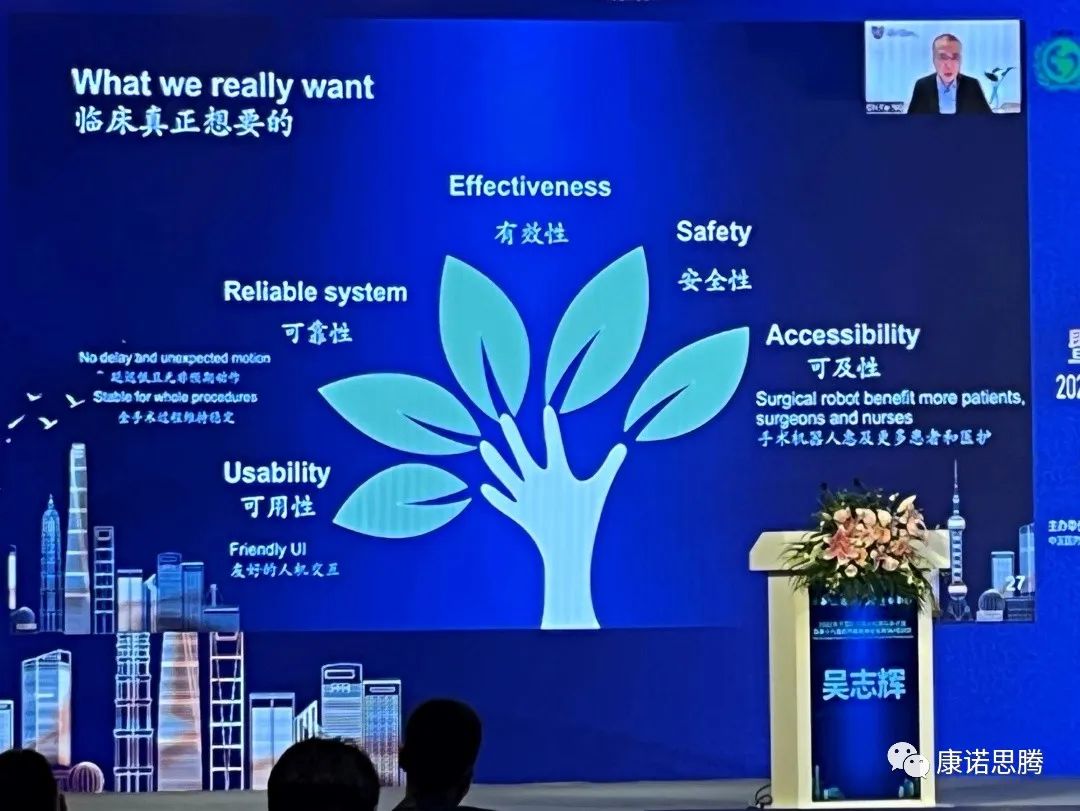 What we really want
临床真正想要的
Effectiveness
有效性
Safety
安全性
Reliable system
可靠性
No delay and unexpected motion
延迟低且无非预期动作
Stable for whole procedures
全手术过程维持稳定
Accessibility
可及性
Surgical robot benefit more patients,
surgeons and nurses
手术机器人惠及更多患者和医护
Usability
可用性
Friendly UI
友好的人机交互
27
暨
202
主办单位
吴志辉
康诺思腾